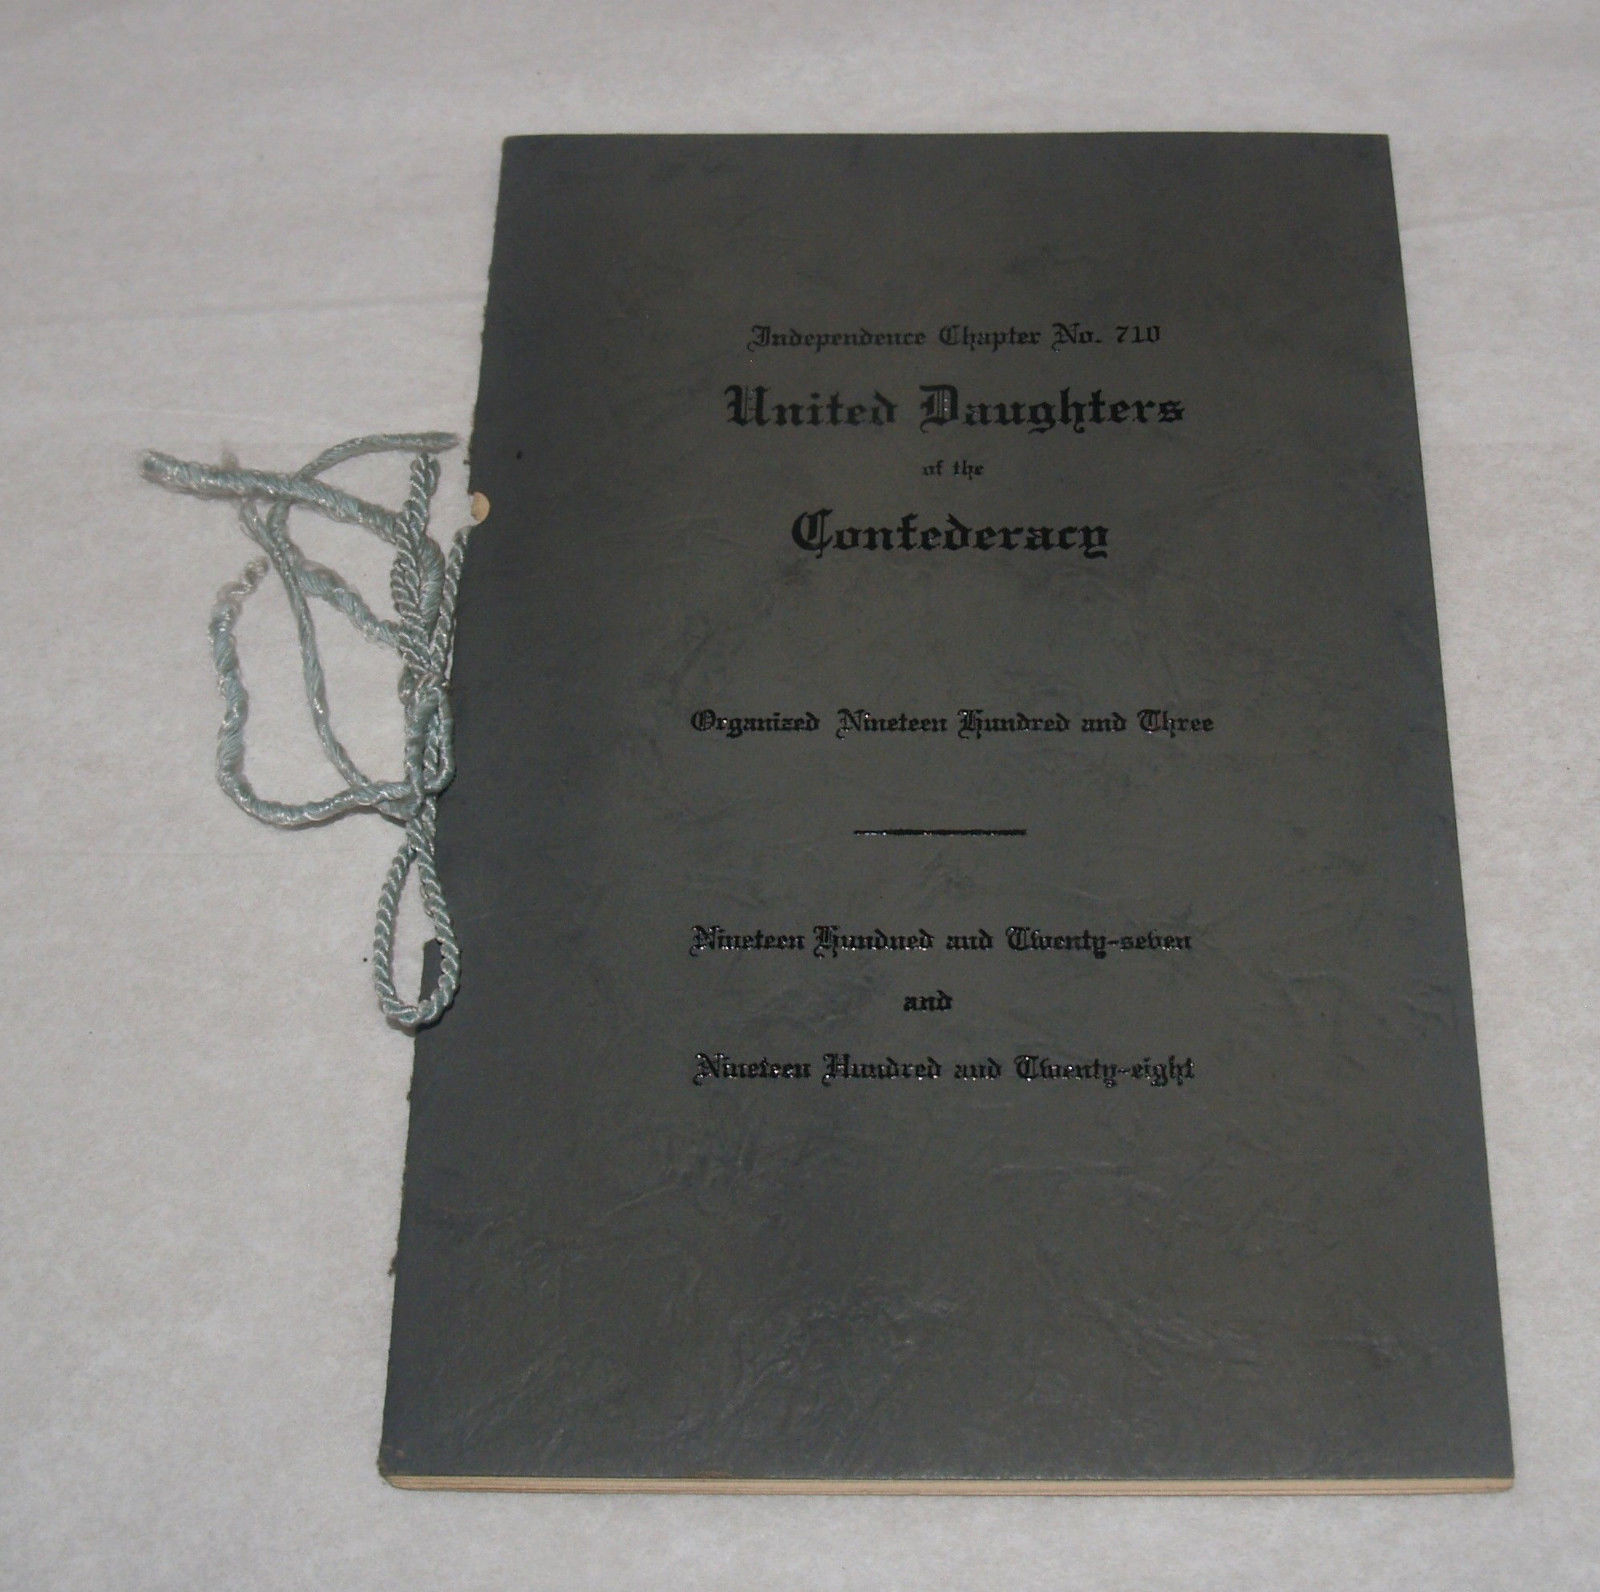 Independence Chapter No. 710
United Daughters
of the
Confederacy
Organized Nineteen Hundred and Three
Nineteen Hundred and Twenty-seven
and
Nineteen Hundred and Twenty-eight